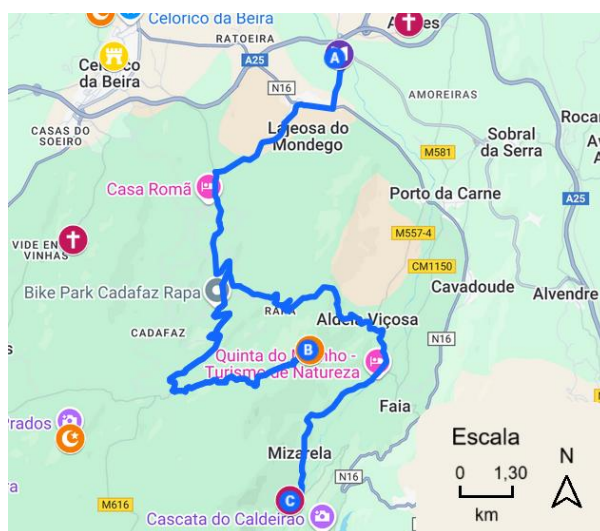 Celorico da Beira
RATOEIRA
A
A25
Celorico
da Beira
N16
AMOREIRAS
CASAS DO
SOEIRO
Lajeosa do
Mondego
Sobral
da Serra
M581
A25
Casa Romã
Porto da Carne
VIDE EN
VINHAS
M557-4
CM1150
Cavadoude
Alvendre
Bike Park Cadafaz Rapa
RAPA
CADAFAZ
Aldeia Viçosa
B
N16
Quinta do
Turismo de Natureza
Prados
Faia
Mizarela
Escala
N
0 1,30
km
M616
C
Cascata do Caldeirão